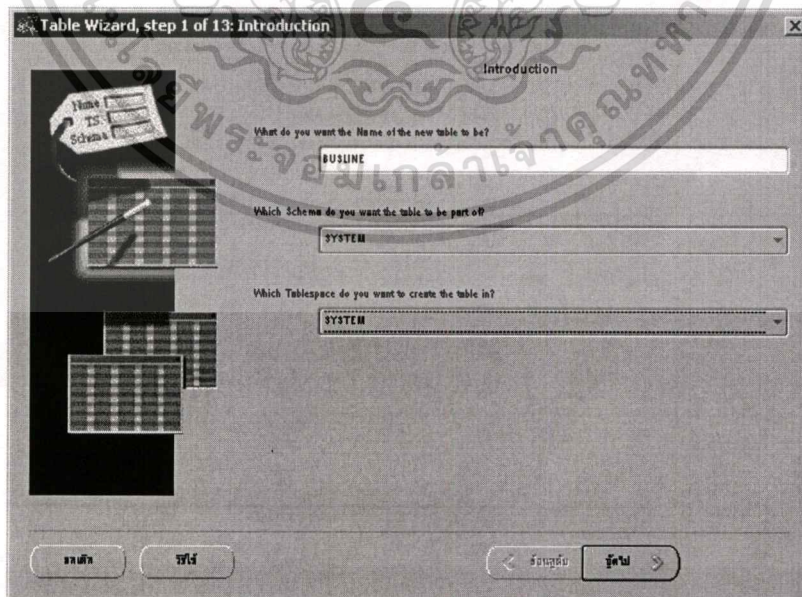 Table Wizard, step 1 of 13: Introduction
Introduction
Name
TS.
Schema
What do you want the Name of the new table to be?
BUSLINE
Which Schema do you want the table to be part of?
SYSTEM
Which Tablespace do you want to create the table in?
SYSTEM
ยกเลิก
วิธีใช้
ย้อนกลับ
ถัดไป